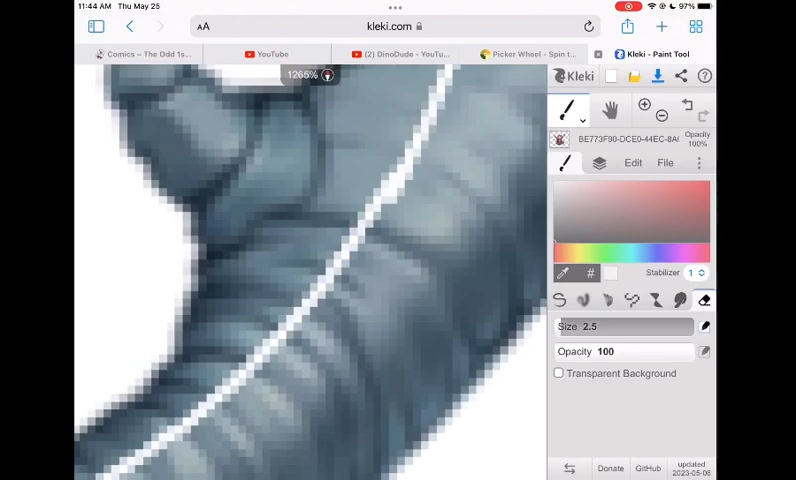 11:44 AM Thu May 25
97%
AA
kleki.com
Comics – The Odd 1s...
YouTube
(2) DinoDude - YouTu...
Picker Wheel - Spin t...
Kleki - Paint Tool
1265%
Kleki
BE773F90-DCE0-44EC-8A
Opacity
100%
Edit
File
#
Stabilizer
1
Size 2.5
Opacity 100
Transparent Background
Donate
GitHub
updated
2023-05-06